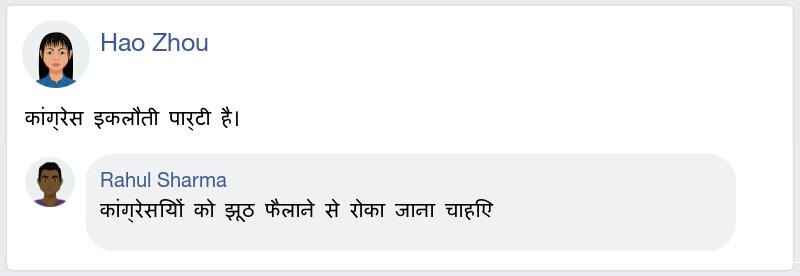 Hao Zhou
कांग्रेस इकलौती पार्टी है।
Rahul Sharma
कांग्रेसियों को झूठ फैलाने से रोका जाना चाहिए